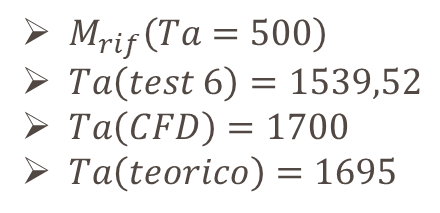 ➢ M_rif(Ta = 500)
➢ Ta(test 6) = 1539,52
➢ Ta(CFD) = 1700
➢ Ta(teorico) = 1695